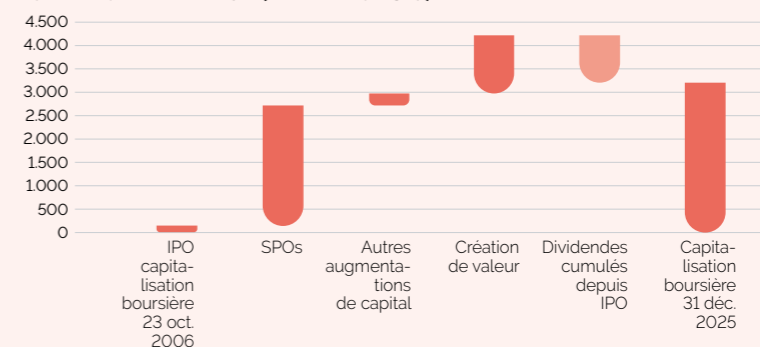 4.500
4.000
3.500
3.000
2.500
2.000
1.500
1.000
500
0
IPO
capita-
lisation
boursière
23 oct.
2006
SPOs
Autres
augmenta-
tions
de capital
Création
de valeur
Dividendes
cumulés
depuis
IPO
Capita-
lisation
boursière
31 déc.
2025